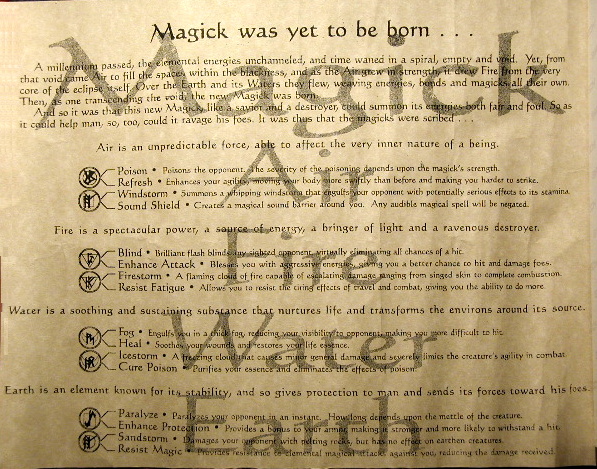 Magick was yet to be born . . .
A millennium passed, the elemental energies unchanneled, and time waned in a spiral, empty and void. Yet, from
that void came Air to fill the spaces within the blackness, and as the Air grew in strength, it drew Fire from the very
core of the eclipse itself. Over the Earth and its Waters they flew, weaving energies, bonds and magicks all their own.
Then, as one transcending the void, the new Magick was born.
And so it was that this new Magick, like a savior and a destroyer, could summon its energies both fair and foul. So as
it could help man, so, too, could it ravage his foes. It was thus that the magicks were scribed . . .
Magick
Air is an unpredictable force, able to affect the very inner nature of a being.
Air
Poison • Poisons the opponent. The severity of the poisoning depends upon the magick's strength.
Refresh • Enhances your agility, moving your body more swiftly than before and making you harder to strike.
Windstorm • Summons a whipping windstorm that engulfs your opponent with potentially serious effects to its stamina.
Sound Shield • Creates a magical sound barrier around you. Any audible magical spell will be negated.
Fire is a spectacular power, a source of energy, a bringer of light and a ravenous destroyer.
Fire
Blind • Brilliant flash blinds any sighted opponent, virtually eliminating all chances of a hit.
Enhance Attack • Blesses you with aggressive energies, giving you a better chance to hit and damage foes.
Firestorm • A flaming cloud of fire capable of escalating damage ranging from singed skin to complete combustion.
Resist Fatigue • Allows you to resist the tiring effects of travel and combat, giving you the ability to do more.
Water is a soothing and sustaining substance that nurtures life and transforms the environs around its source.
Water
Fog • Engulfs you in a thick fog, reducing your visibility to opponent, making you more difficult to hit.
Heal • Soothes your wounds and restores your life essence.
Icestorm • A freezing cloud that causes mild general damage and severely limits the creature's agility in combat.
Cure Poison • Purifies your essence and eliminates the effects of poison.
Earth is an element known for its stability, and so gives protection to man and sends its forces toward his foes.
Earth
Paralyze • Paralyzes your opponent in an instant. How long depends upon the mettle of the creature.
Enhance Protection • Provides a bonus to your armor, making it stronger and more likely to withstand a hit.
Sandstorm • Damages your opponent with pelting rock, but has no effect on earthen creatures.
Resist Magic • Provides resistance to elemental magical attacks against you, reducing the damage received.